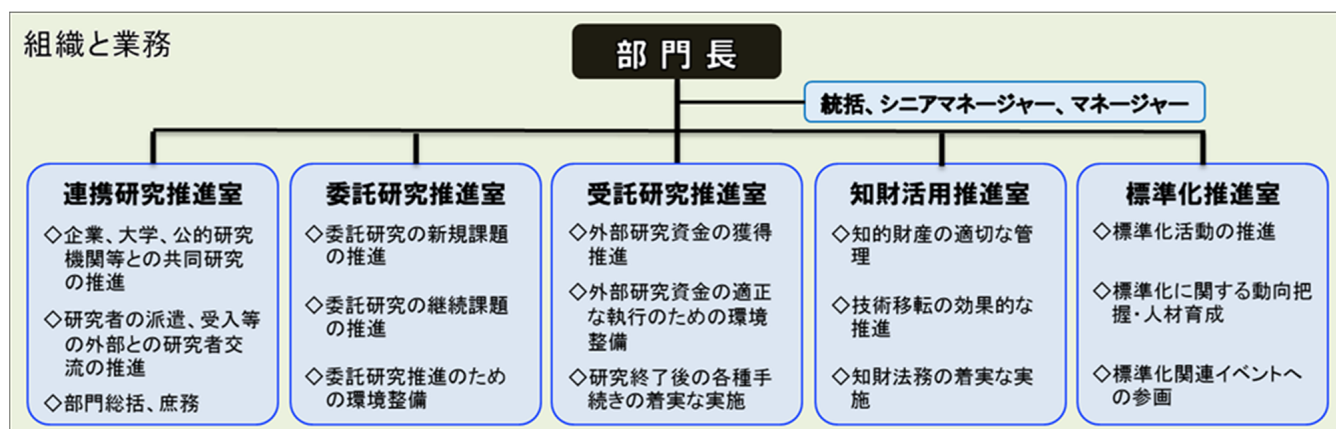 組織と業務
部門長
統括、シニアマネージャー、マネージャー
連携研究推進室
◇企業、大学、公的研究
機関等との共同研究
の推進
◇研究者の派遣、受入等
の外部との研究者交
流の推進
◇部門総括、庶務
委託研究推進室
◇委託研究の新規課題
の推進
◇委託研究の継続課題
の推進
◇委託研究推進のため
の環境整備
受託研究推進室
◇外部研究資金の獲得
推進
◇外部研究資金の適正
な執行のための環境
整備
◇研究終了後の各種手
続きの着実な実施
知財活用推進室
◇知的財産の適切な管
理
◇技術移転の効果的な
推進
◇知財法務の着実な実
施
標準化推進室
◇標準化活動の推進
◇標準化に関する動向把
握・人材育成
◇標準化関連イベントへ
の参画